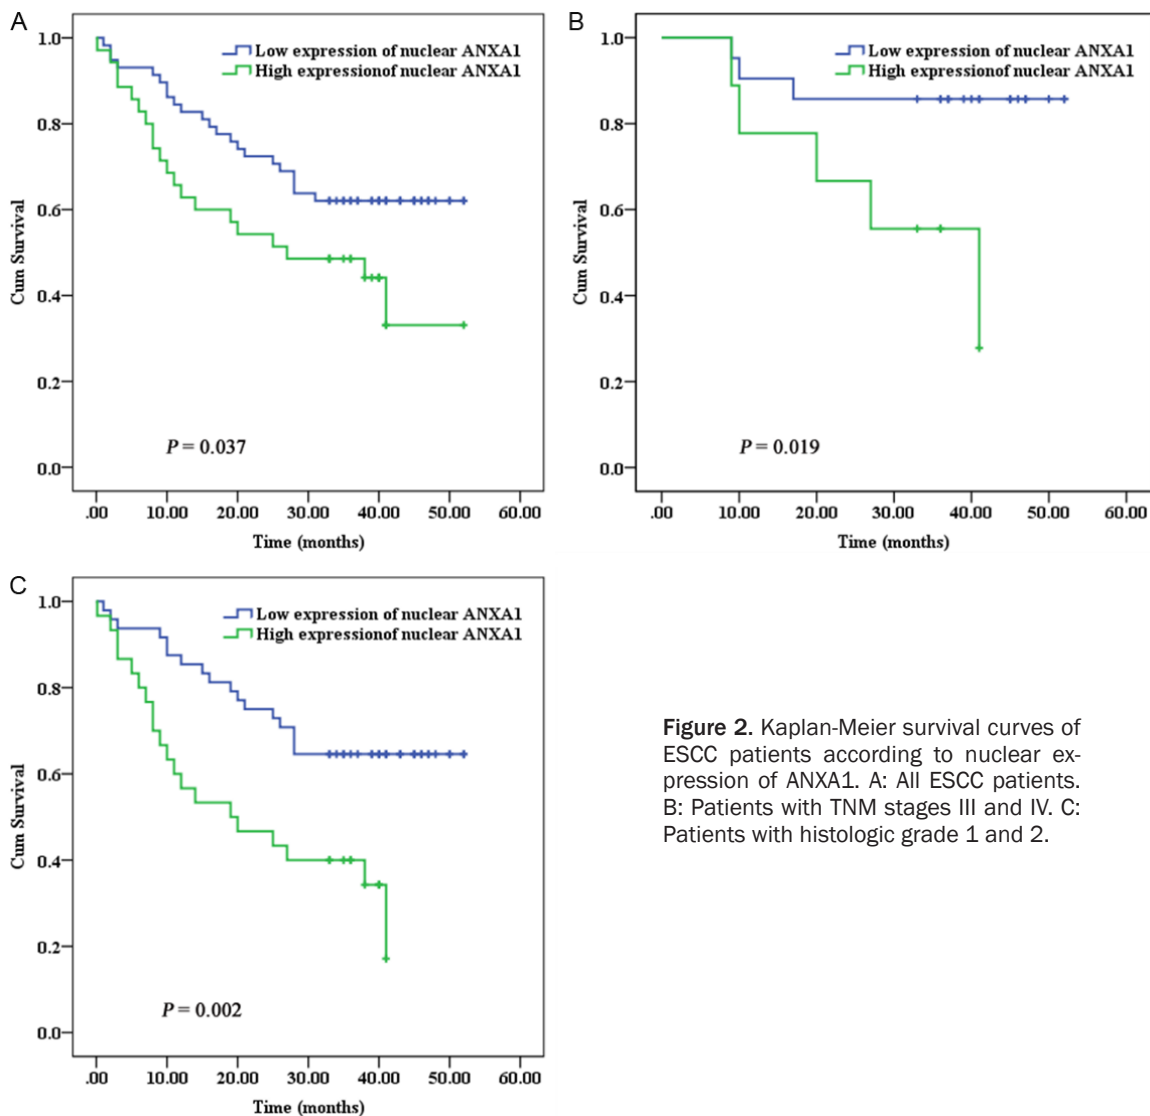 A
1.0
0.8
0.6
0.4
0.2
0.0
Cum Survival
Low expression of nuclear ANXA1
High expressionof nuclear ANXA1
P = 0.037
.00 10.00 20.00 30.00 40.00 50.00 60.00
Time (months)
B
1.0
0.8
0.6
0.4
0.2
0.0
Cum Survival
Low expression of nuclear ANXA1
High expressionof nuclear ANXA1
P = 0.019
.00 10.00 20.00 30.00 40.00 50.00 60.00
Time (months)
C
1.0
0.8
0.6
0.4
0.2
0.0
Cum Survival
Low expression of nuclear ANXA1
High expressionof nuclear ANXA1
P = 0.002
.00 10.00 20.00 30.00 40.00 50.00 60.00
Time (months)
Figure 2. Kaplan-Meier survival curves of
ESCC patients according to nuclear ex-
pression of ANXA1. A: All ESCC patients.
B: Patients with TNM stages III and IV. C:
Patients with histologic grade 1 and 2.